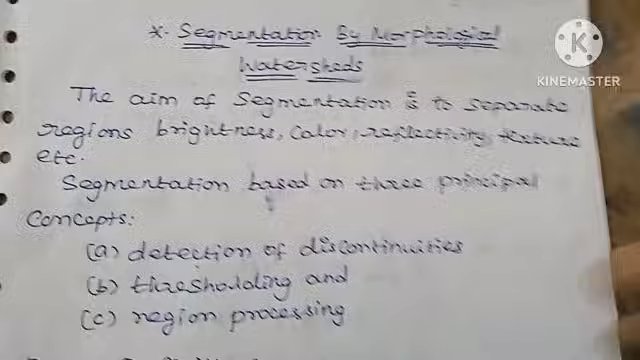 * Segmentation By Morphological
Watersheds
The aim of Segmentation is to separate
regions brightness, Color, reflectivity, texture
etc.
Segmentation based on three principal
Concepts:
(a) detection of discontinuities
(b) thresholding and
(c) region processing
K
KINEMASTER